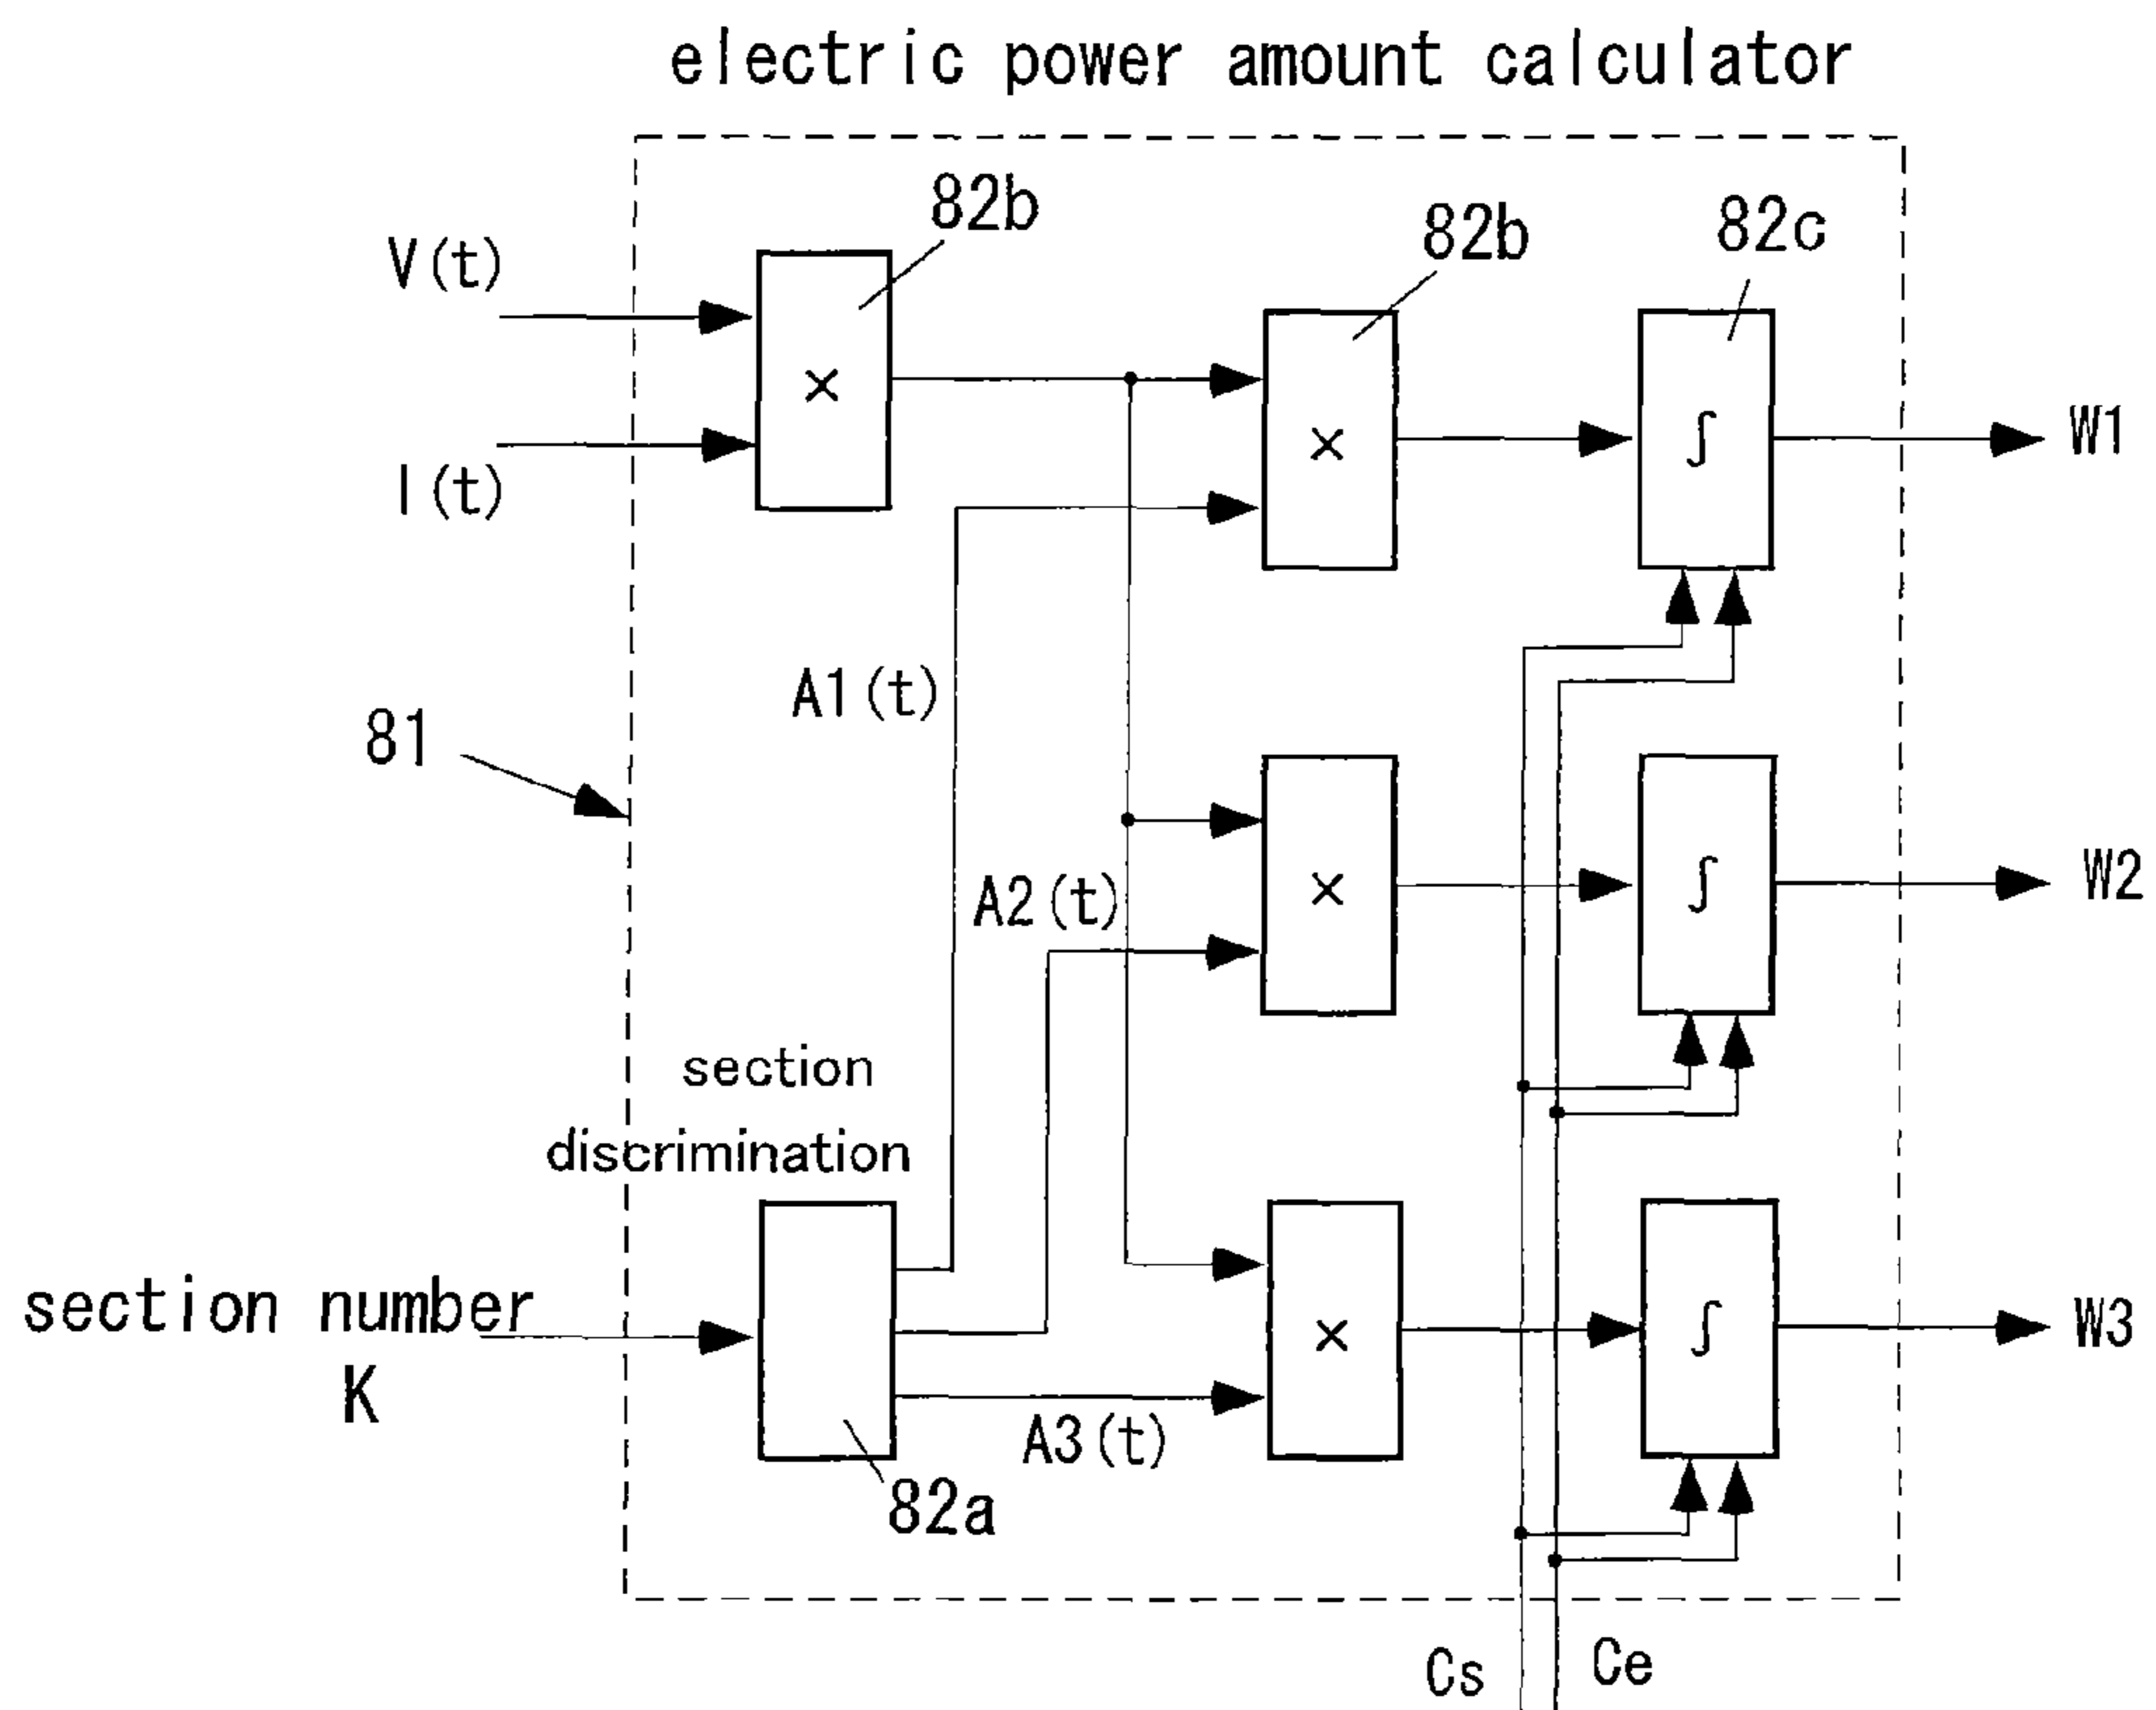 electric power amount calculator
82b
82b
82c
V(t)
×
×
∫
W1
I(t)
A1(t)
81
A2(t)
×
∫
W2
section
discrimination
section number
K
×
∫
W3
A3(t)
82a
Cs
Ce